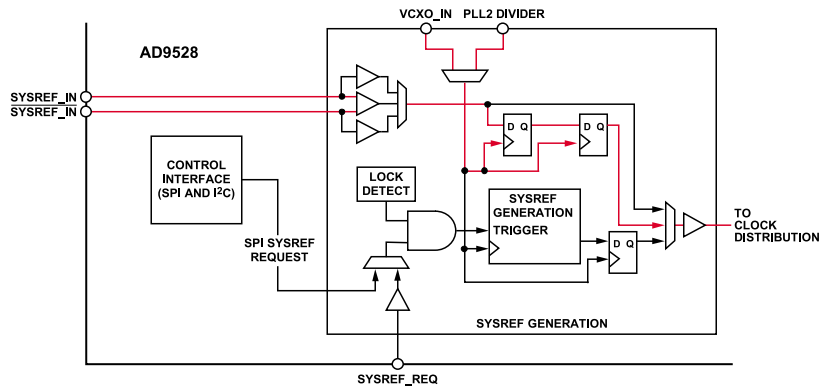 VCXO_IN PLL2 DIVIDER
AD9528
SYSREF_IN
SYSREF_IN
CONTROL
INTERFACE
(SPI AND I²C)
LOCK
DETECT
D Q
D Q
SYSREF
GENERATION
TRIGGER
D Q
TO
CLOCK
DISTRIBUTION
SPI SYSREF
REQUEST
SYSREF GENERATION
SYSREF_REQ